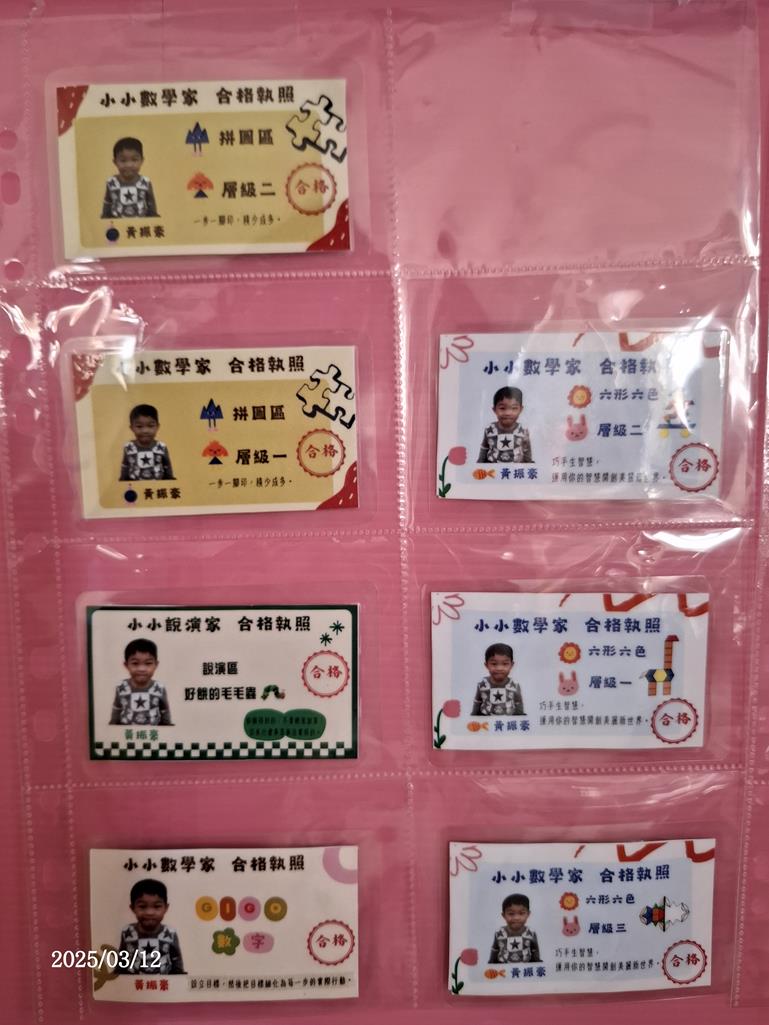 小小數學家 合格執照
拼圖區
層級二
合格
一步一腳印,積少成多。
黃振豪
小小數學家 合格執照
拼圖區
層級一
合格
一步一腳印,積少成多。
黃振豪
小小數學家 合格執
六形六色
層級二
巧手生智慧,
運用你的智慧開創美麗新世界。
合格
黃振豪
小小說演家 合格執照
說演區
好餓的毛毛蟲
合格
黃振豪
小小數學家 合格執照
六形六色
層級一
巧手生智慧,
運用你的智慧開創美麗新世界。
合格
黃振豪
小小數學家 合格執照
GIGO
數字
合格
黃振豪
設立目標,然後把目標細化為每一步的實際行動。
小小數學家 合格執照
六形六色
層級三
巧手生智慧,
運用你的智慧開創美麗新世界。
合格
黃振豪
2025/03/12